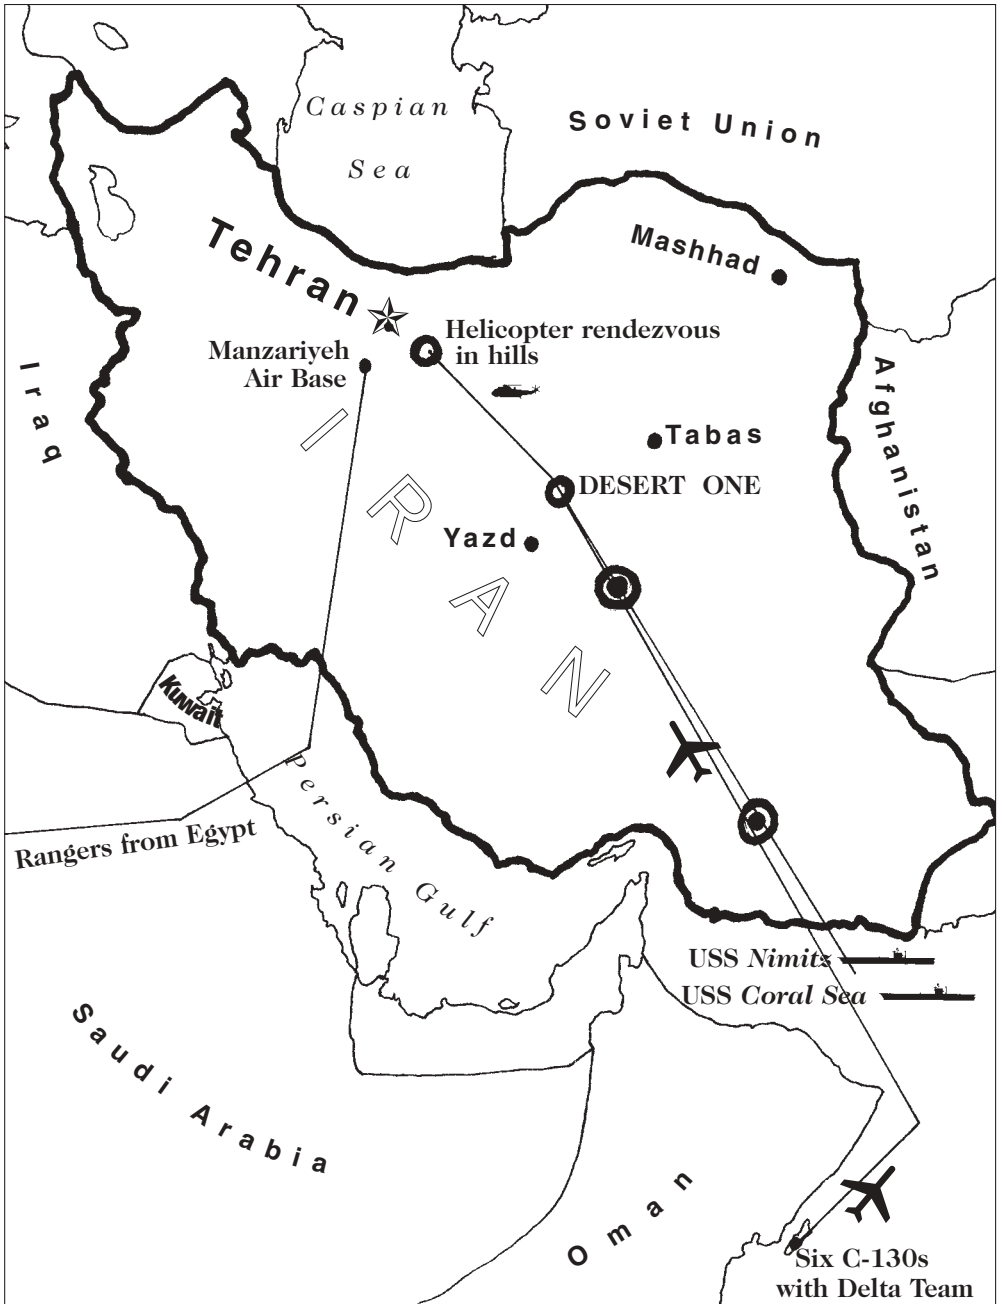 Caspian
Sea
Soviet Union
Mashhad
Tehran
Helicopter rendezvous
in hills
Manzariyeh
Air Base
Iraq
Afghanistan
Tabas
DESERT ONE
Yazd
IRAN
Kuwait
Persian Gulf
Rangers from Egypt
USS Nimitz
USS Coral Sea
Saudi Arabia
Oman
Six C-130s
with Delta Team